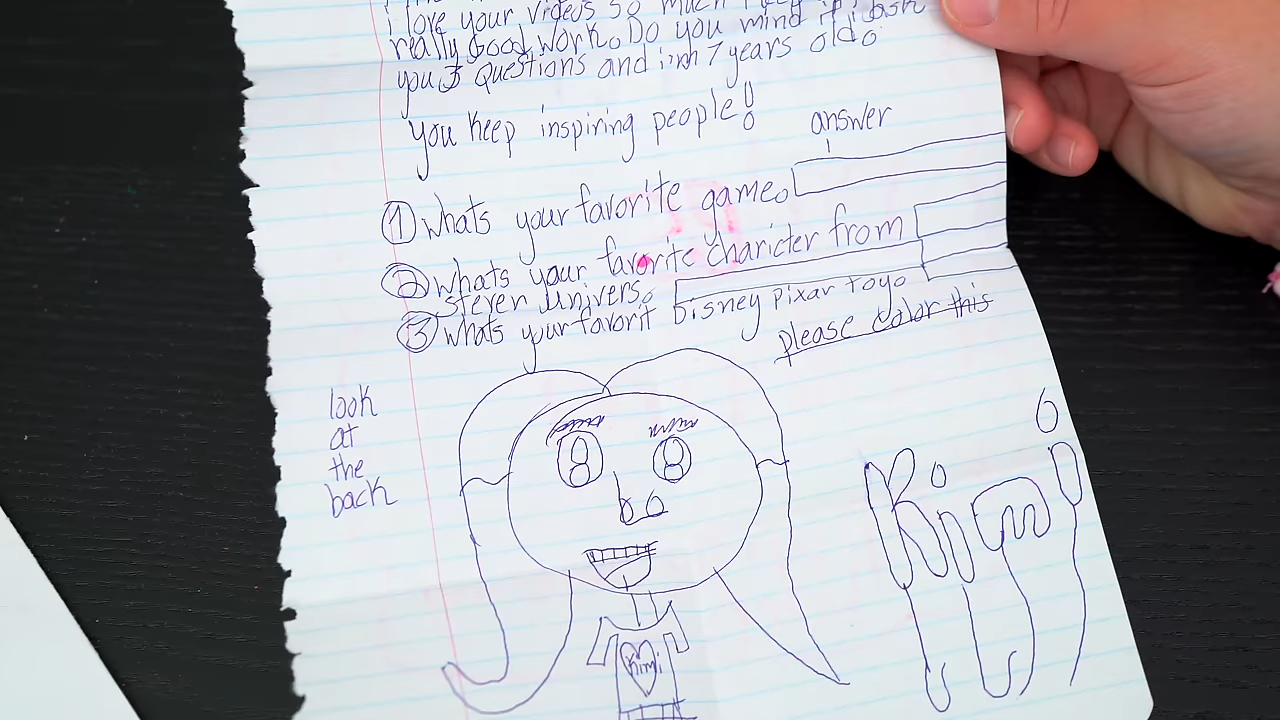 i love your videos so much
really good work. Do you mind if i ask
you 3 questions and i'm 7 years old.
you keep inspiring people!
answer
1 Whats your favorite game.
2 whats your favorite charicter from
steven univers.
3 whats your favorit Disney pixar toy.
please color this
look
at
the
back
Kimi
Kimi